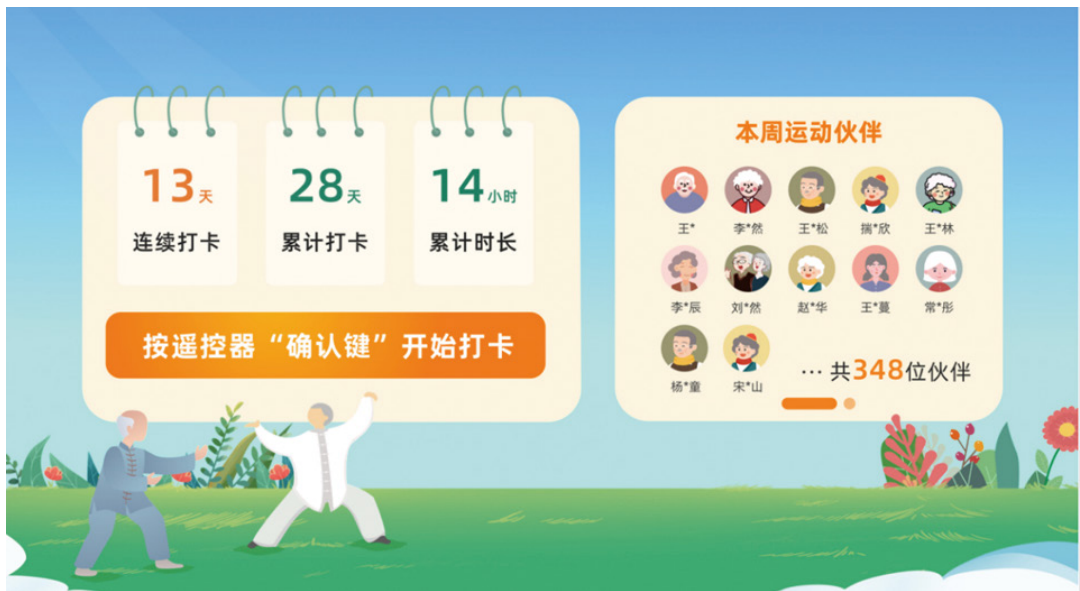 13天
连续打卡
28天
累计打卡
14小时
累计时长
按遥控器“确认键”开始打卡
本周运动伙伴
王* 李*然 王*松 揣*欣 王*林
李*辰 刘*然 赵*华 王*蔓 常*彤
杨*童 宋*山
… 共348位伙伴